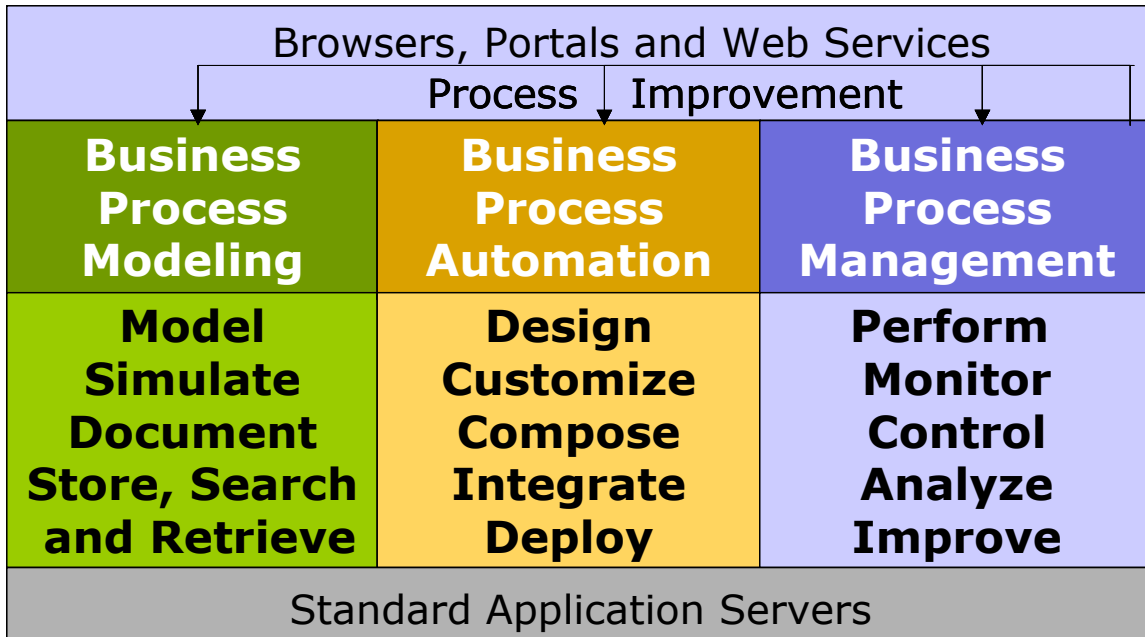 Browsers, Portals and Web Services
Process Improvement
Business
Process
Modeling
Business
Process
Automation
Business
Process
Management
Model
Simulate
Document
Store, Search
and Retrieve
Design
Customize
Compose
Integrate
Deploy
Perform
Monitor
Control
Analyze
Improve
Standard Application Servers